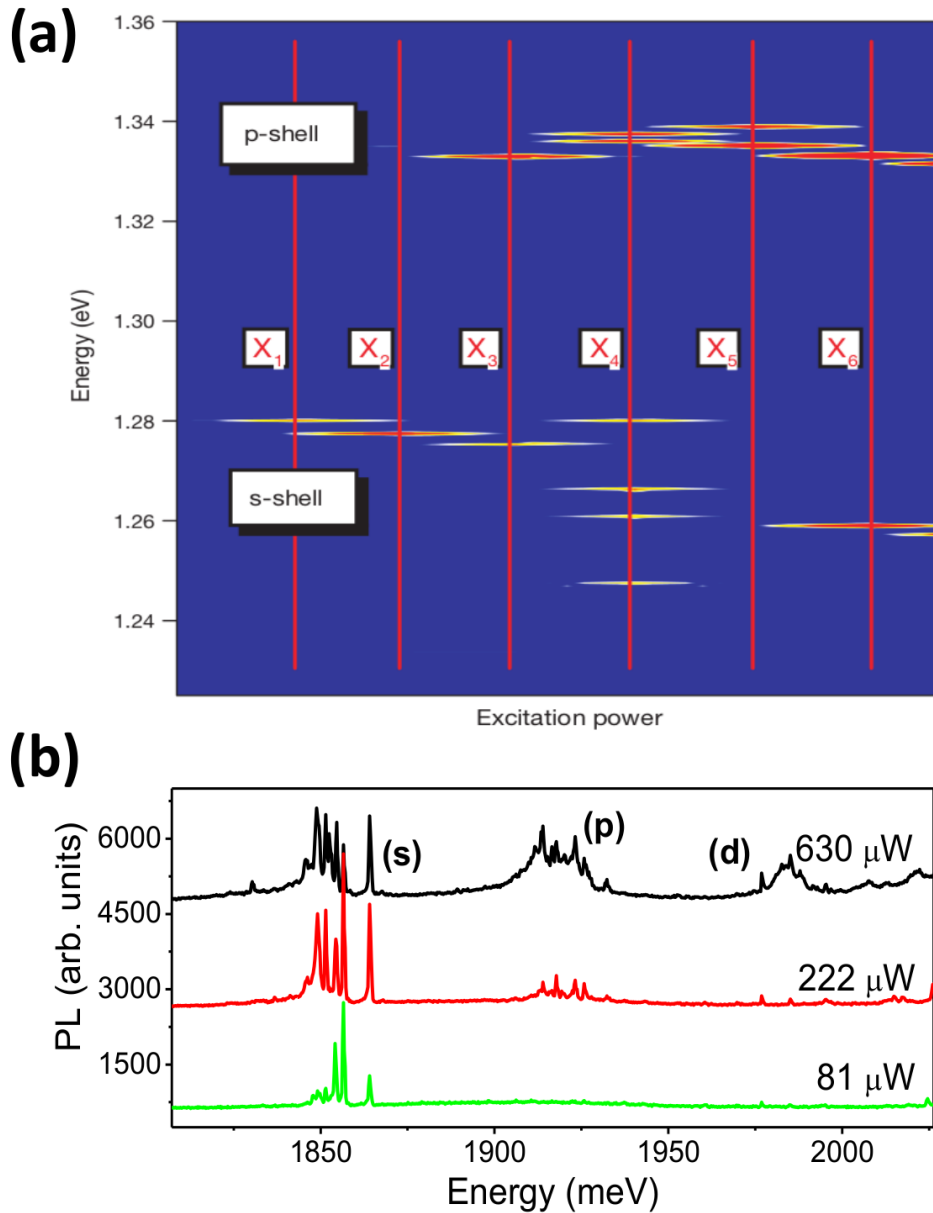 (a)
1.36
1.34
1.32
1.30
1.28
1.26
1.24
Energy (eV)
p-shell
X1 X2 X3 X4 X5 X6
s-shell
Excitation power
(b)
6000
4500
3000
1500
PL (arb. units)
(s) (p) (d) 630 μW
222 μW
81 μW
1850 1900 1950 2000
Energy (meV)